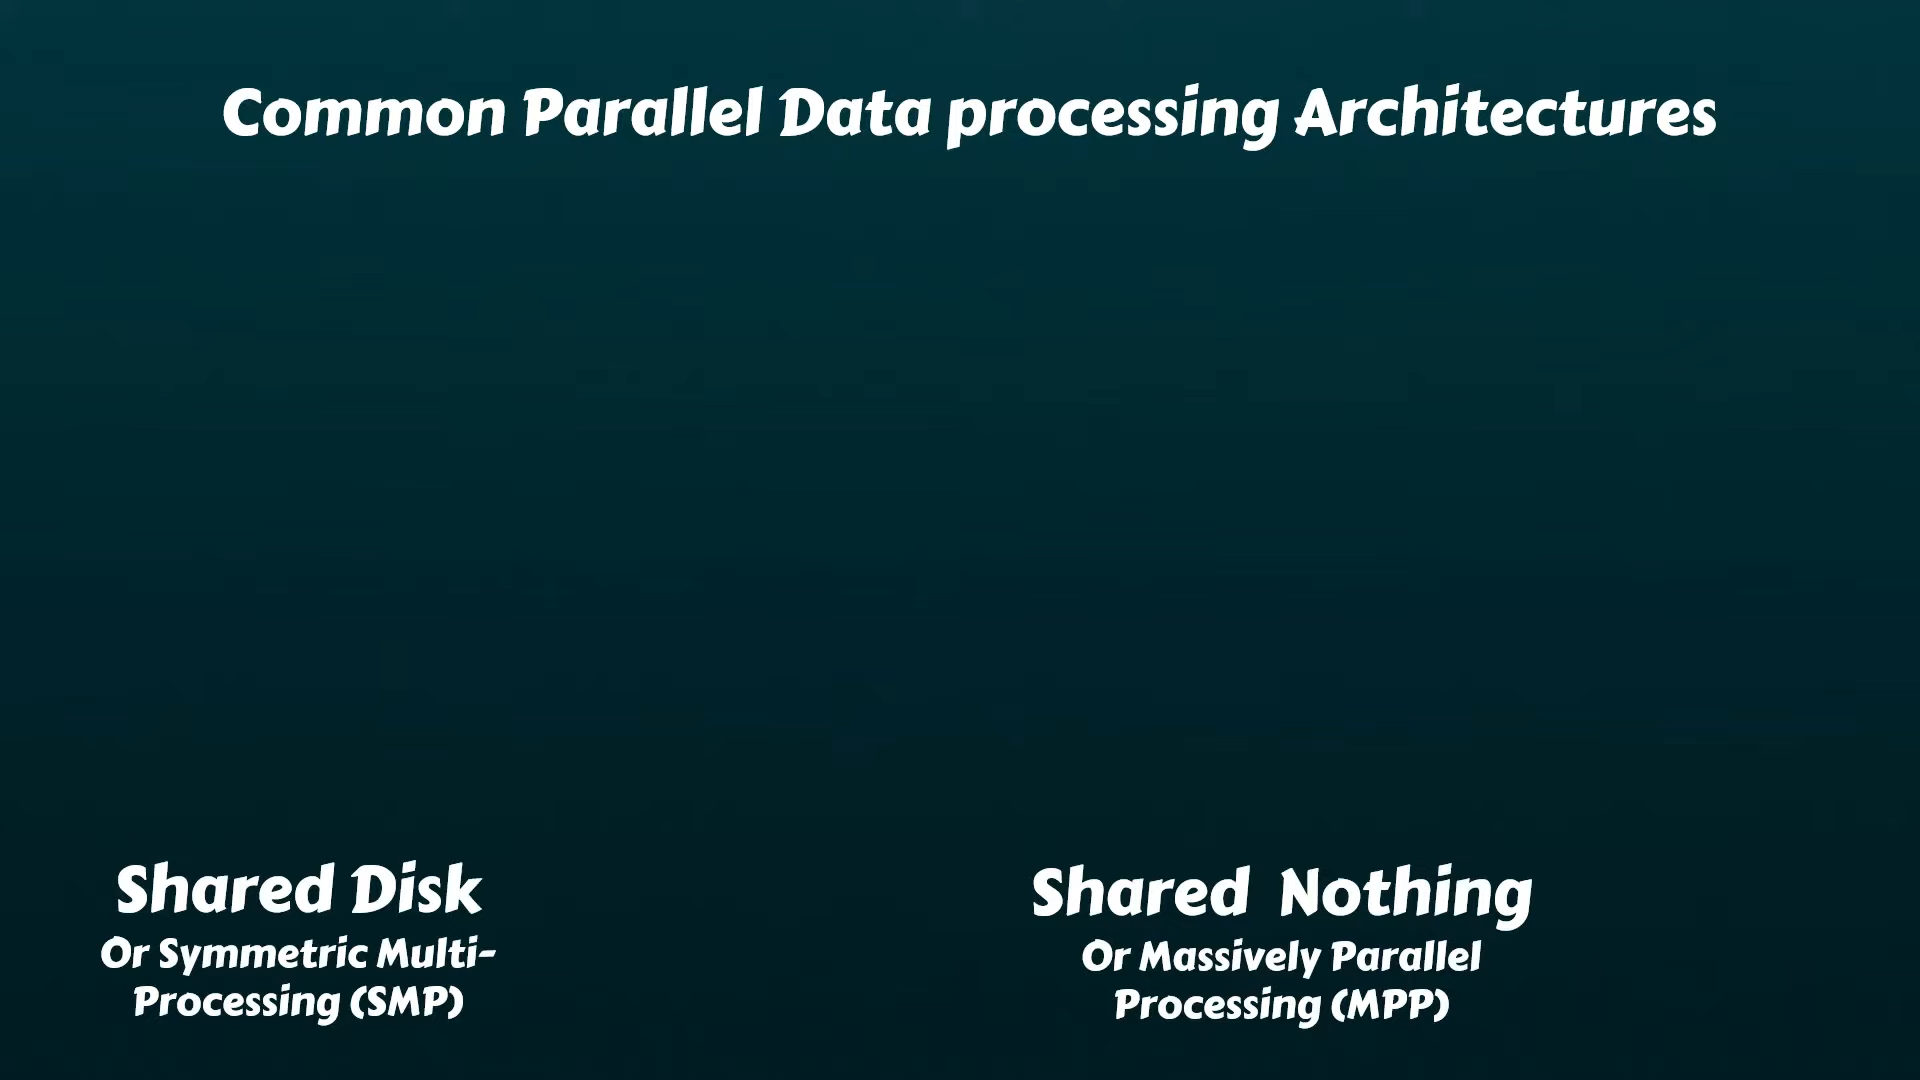 Common Parallel Data processing Architectures
Shared Disk
Or Symmetric Multi-
Processing (SMP)
Shared Nothing
Or Massively Parallel
Processing (MPP)